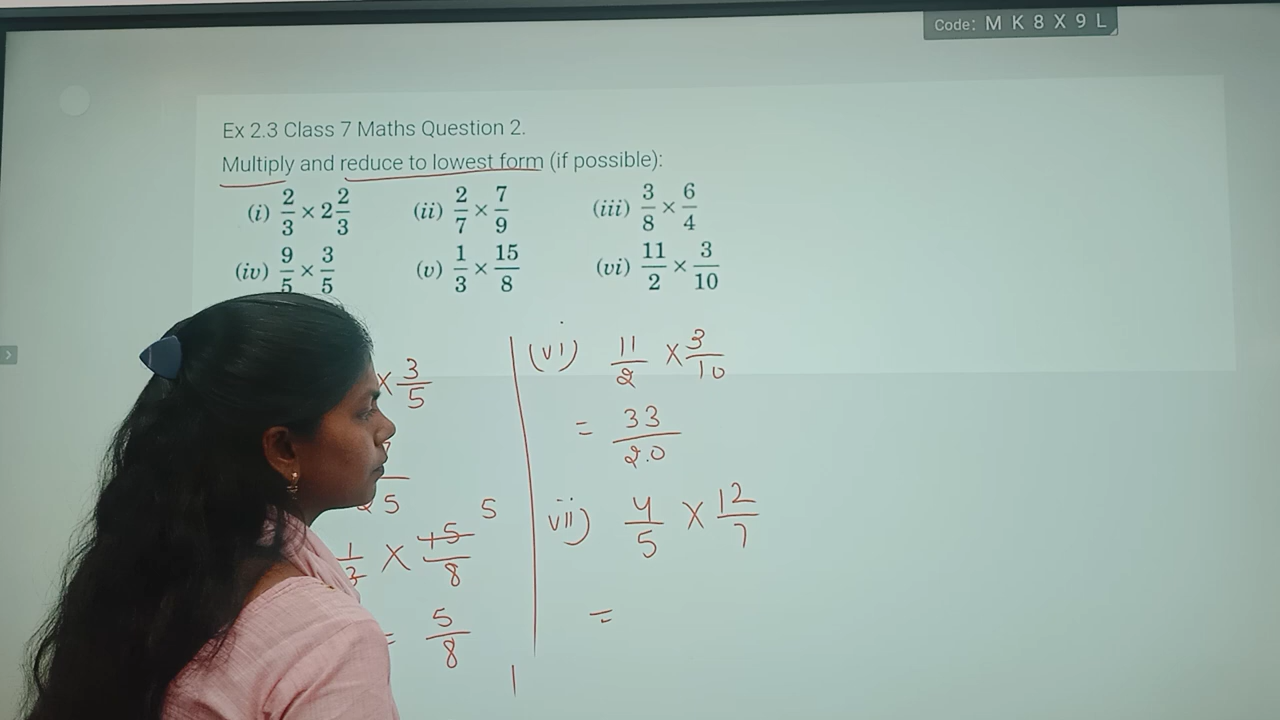 Code: M K 8 X 9 L
Ex 2.3 Class 7 Maths Question 2.
Multiply and reduce to lowest form (if possible):
(i) 2/3 × 2 2/3 (ii) 2/7 × 7/9 (iii) 3/8 × 6/4
(iv) 9/5 × 3/5 (v) 1/3 × 15/8 (vi) 11/2 × 3/10
× 3/5
5
1/3 × 15/8 5
= 5/8
(vi) 11/2 × 3/10
= 33/20
vii) 4/5 × 12/7
=